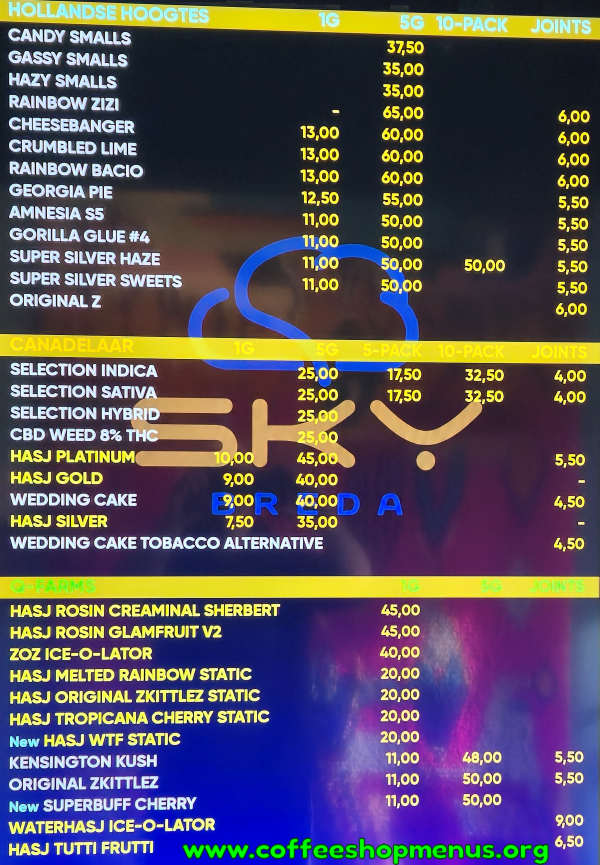 HOLLANDSE HOOGTES 1G 5G 10-PACK JOINTS
CANDY SMALLS 37,50
GASSY SMALLS 35,00
HAZY SMALLS 35,00
RAINBOW ZIZI - 65,00 6,00
CHEESEBANGER 13,00 60,00 6,00
CRUMBLED LIME 13,00 60,00 6,00
RAINBOW BACIO 13,00 60,00 6,00
GEORGIA PIE 12,50 55,00 5,50
AMNESIA S5 11,00 50,00 5,50
GORILLA GLUE #4 11,00 50,00 5,50
SUPER SILVER HAZE 11,00 50,00 50,00 5,50
SUPER SILVER SWEETS 11,00 50,00 5,50
ORIGINAL Z 6,00
CANADELAAR 1G 5G 5-PACK 10-PACK JOINTS
SELECTION INDICA 25,00 17,50 32,50 4,00
SELECTION SATIVA 25,00 17,50 32,50 4,00
SELECTION HYBRID 25,00
CBD WEED 8% THC 25,00
SKY
HASJ PLATINUM 10,00 45,00 5,50
HASJ GOLD 9,00 40,00 -
WEDDING CAKE 9,00 40,00 4,50
BREDA
HASJ SILVER 7,50 35,00 -
WEDDING CAKE TOBACCO ALTERNATIVE 4,50
Q-FARMS 1G 5G JOINTS
HASJ ROSIN CREAMINAL SHERBERT 45,00
HASJ ROSIN GLAMFRUIT V2 45,00
ZOZ ICE-O-LATOR 40,00
HASJ MELTED RAINBOW STATIC 20,00
HASJ ORIGINAL ZKITTLEZ STATIC 20,00
HASJ TROPICANA CHERRY STATIC 20,00
New HASJ WTF STATIC 20,00
KENSINGTON KUSH 11,00 48,00 5,50
ORIGINAL ZKITTLEZ 11,00 50,00 5,50
New SUPERBUFF CHERRY 11,00 50,00
WATERHASJ ICE-O-LATOR 9,00
HASJ TUTTI FRUTTI 6,50
www.coffeeshopmenus.org